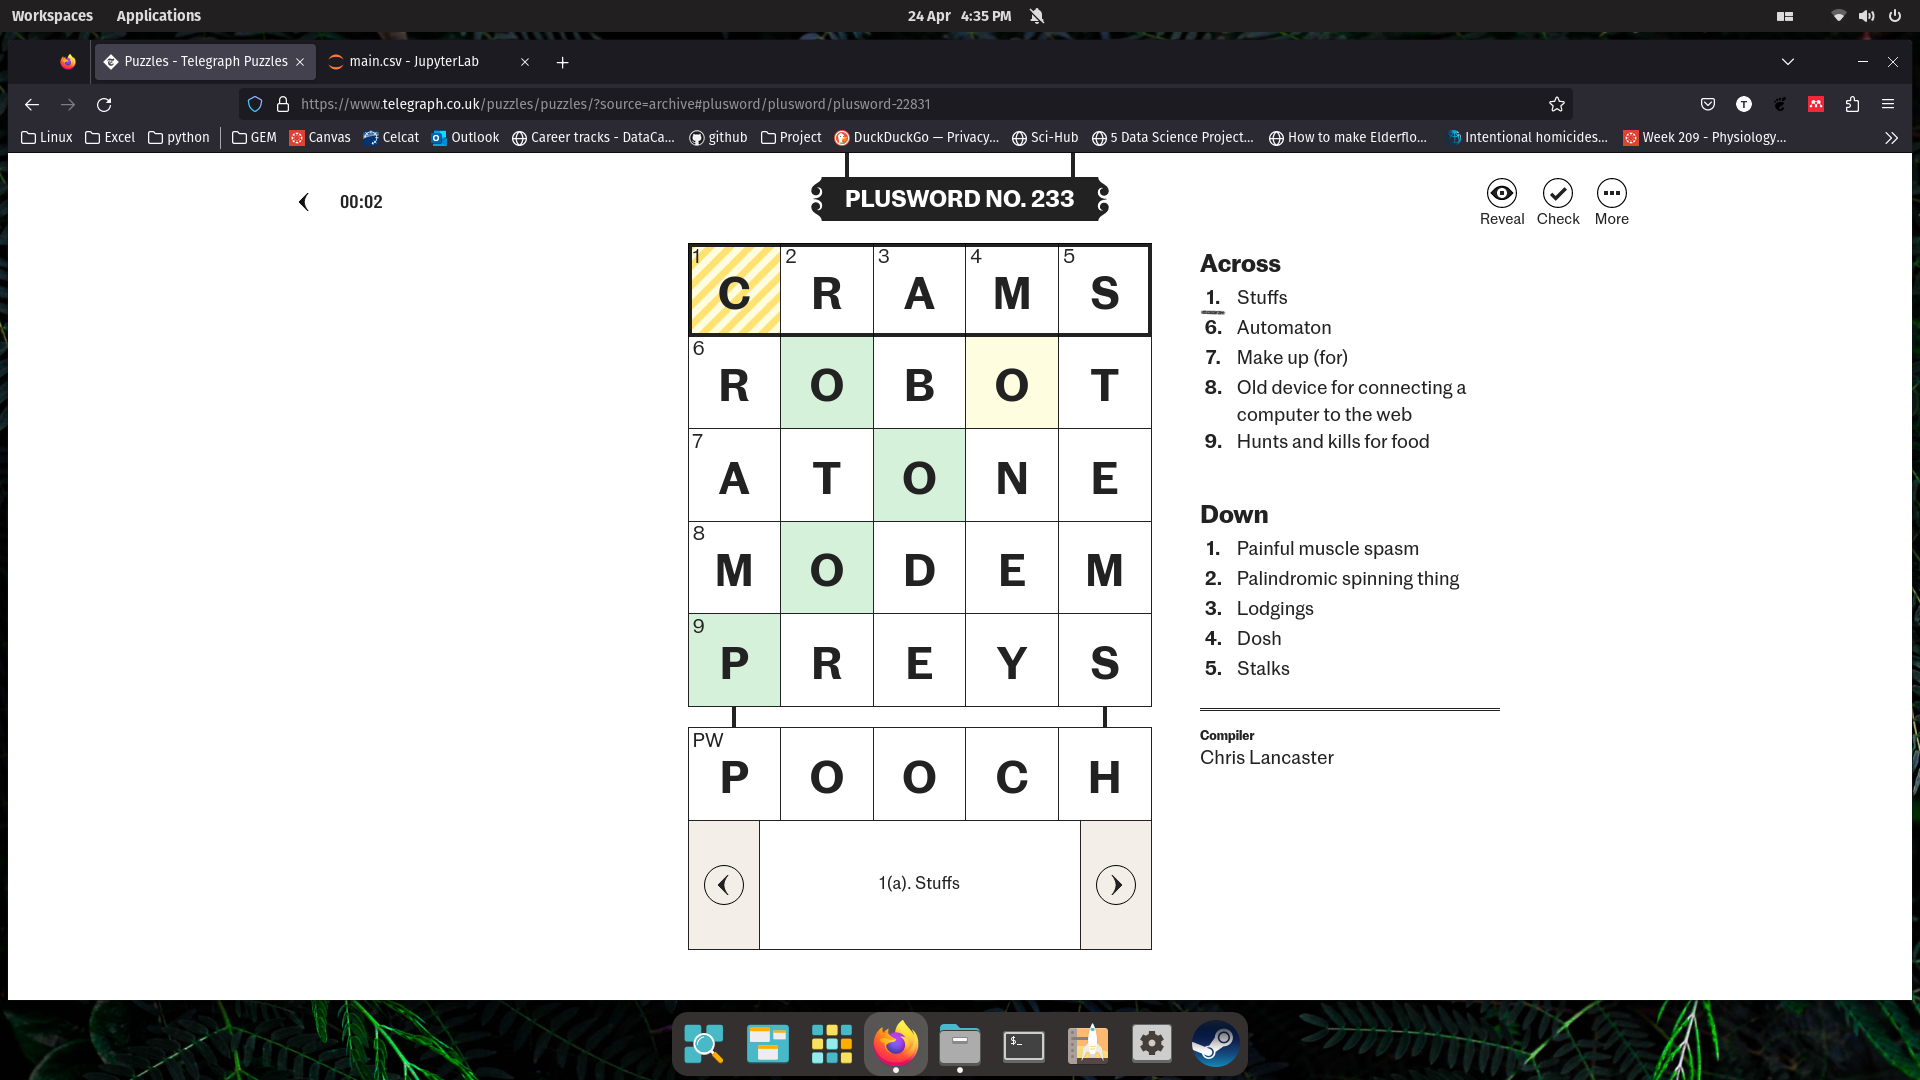 Workspaces Applications 24 Apr 4:35 PM
Puzzles - Telegraph Puzzles main.csv - JupyterLab
https://www.telegraph.co.uk/puzzles/puzzles/?source=archive#plusword/plusword/plusword-22831
Linux Excel python GEM Canvas Celcat Outlook Career tracks - DataCa... github Project DuckDuckGo — Privacy... Sci-Hub 5 Data Science Project... How to make Elderflo... Intentional homicides... Week 209 - Physiology...
00:02
PLUSWORD NO. 233
Reveal Check More
1 C 2 R 3 A 4 M 5 S
6 R O B O T
7 A T O N E
8 M O D E M
9 P R E Y S
PW P O O C H
1(a). Stuffs
Across
1. Stuffs
6. Automaton
7. Make up (for)
8. Old device for connecting a
computer to the web
9. Hunts and kills for food
Down
1. Painful muscle spasm
2. Palindromic spinning thing
3. Lodgings
4. Dosh
5. Stalks
Compiler
Chris Lancaster